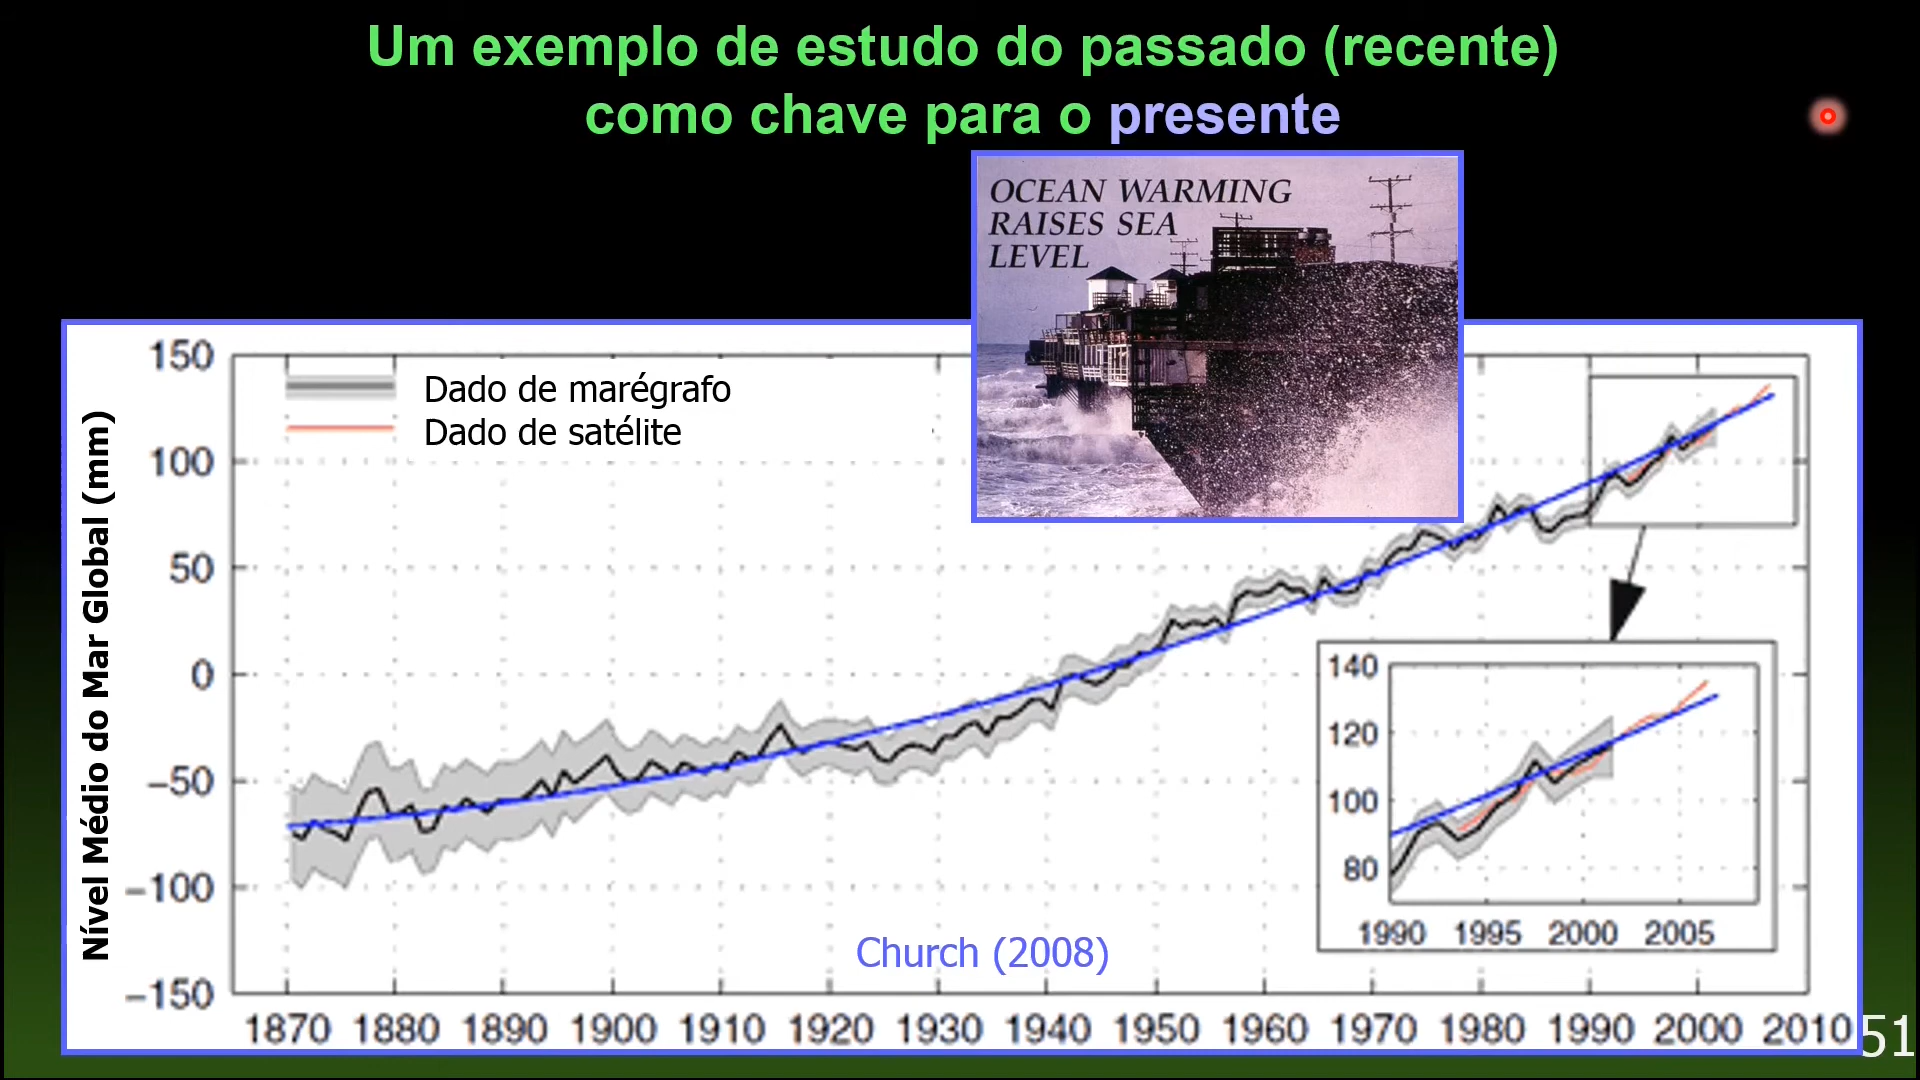 Um exemplo de estudo do passado (recente)
como chave para o presente
OCEAN WARMING
RAISES SEA
LEVEL
Nível Médio do Mar Global (mm)
150
100
50
0
−50
−100
−150
Dado de marégrafo
Dado de satélite
140
120
100
80
1990 1995 2000 2005
Church (2008)
1870 1880 1890 1900 1910 1920 1930 1940 1950 1960 1970 1980 1990 2000 2010
51